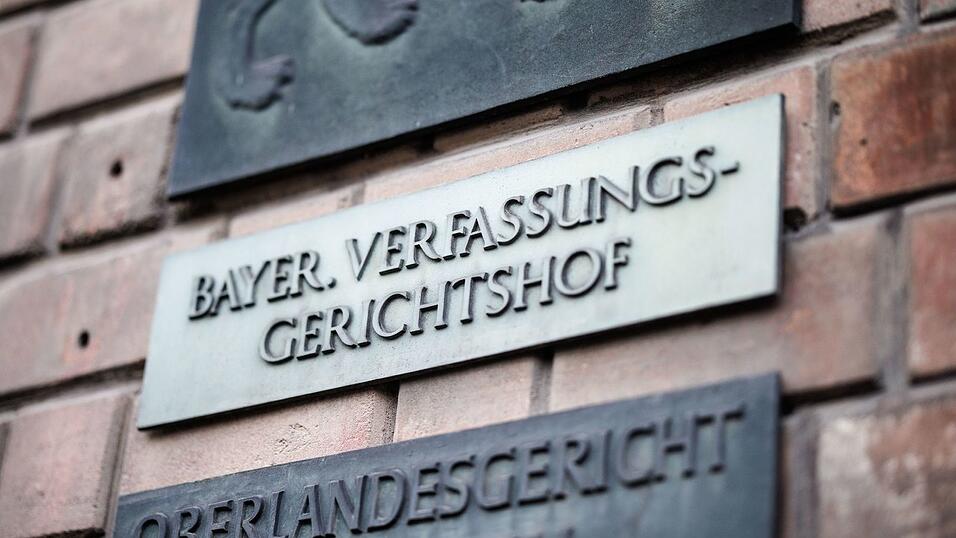 BAYER. VERFASSUNGS-
GERICHTSHOF
OBERLANDESGERICHT